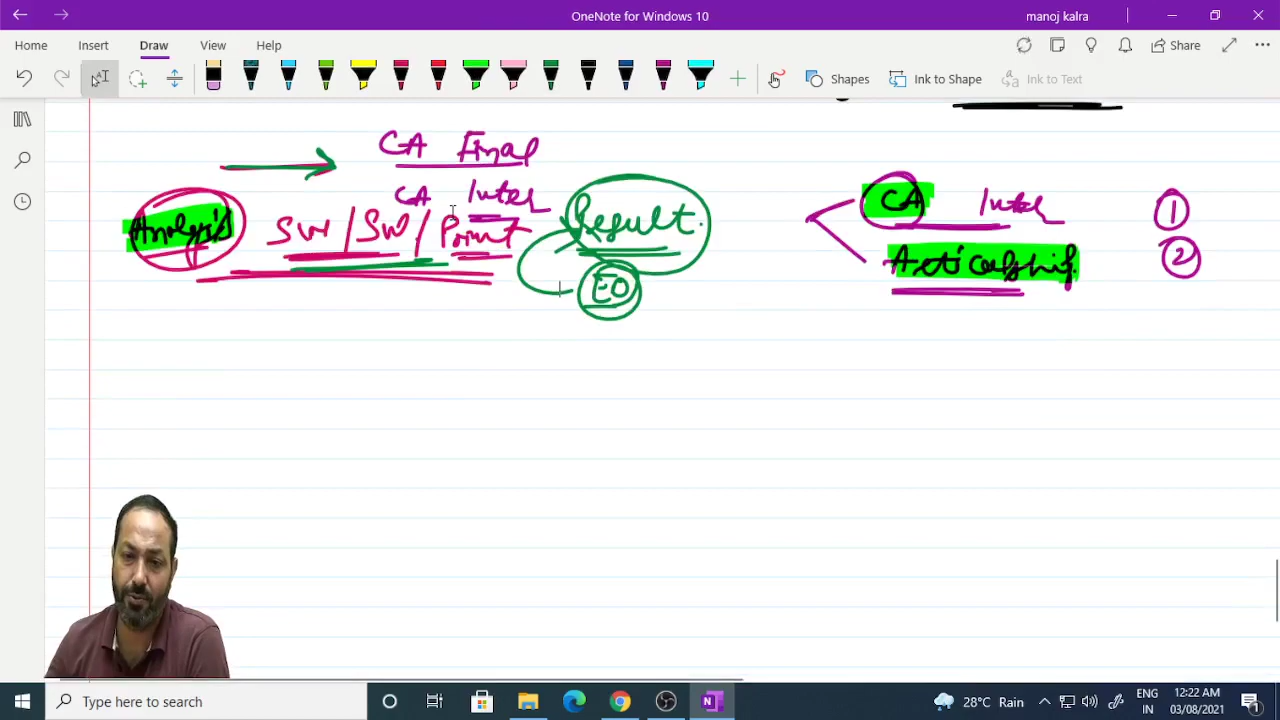 OneNote for Windows 10
manoj kalra
Home Insert Draw View Help
Share
Shapes
Ink to Shape
Ink to Text
CA Final
CA Inter
Analysis SW/SW/Point Result.
EO
CA Inter 1
Articalship. 2
Type here to search
28°C Rain
ENG
IN
12:22 AM
03/08/2021
1